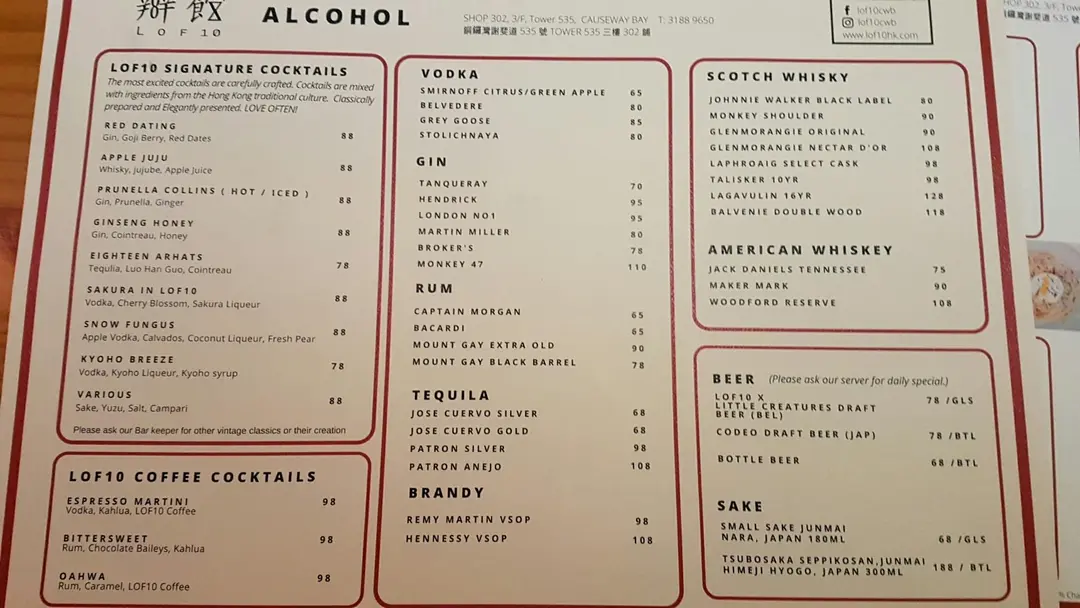 LOF10
ALCOHOL
SHOP 302, 3/F, Tower 535, CAUSEWAY BAY T: 3188 9650
銅鑼灣謝斐道 535 號 TOWER 535 三樓 302 舖
lof10cwb
lof10cwb
www.lof10hk.com
LOF10 SIGNATURE COCKTAILS
The most excited cocktails are carefully crafted. Cocktails are mixed
with ingredients from the Hong Kong traditional culture. Classically
prepared and Elegantly presented. LOVE OFTEN!
RED DATING 88
Gin, Goji Berry, Red Dates
APPLE JUJU 88
Whisky, Jujube, Apple Juice
PRUNELLA COLLINS ( HOT / ICED ) 88
Gin, Prunella, Ginger
GINSENG HONEY 88
Gin, Cointreau, Honey
EIGHTEEN ARHATS 78
Tequlia, Luo Han Guo, Cointreau
SAKURA IN LOF10 88
Vodka, Cherry Blossom, Sakura Liqueur
SNOW FUNGUS 88
Apple Vodka, Calvados, Coconut Liqueur, Fresh Pear
KYOHO BREEZE 78
Vodka, Kyoho Liqueur, Kyoho syrup
VARIOUS 88
Sake, Yuzu, Salt, Campari
Please ask our Bar keeper for other vintage classics or their creation
LOF10 COFFEE COCKTAILS
ESPRESSO MARTINI 98
Vodka, Kahlua, LOF10 Coffee
BITTERSWEET 98
Rum, Chocolate Baileys, Kahlua
OAHWA 98
Rum, Caramel, LOF10 Coffee
VODKA
SMIRNOFF CITRUS/GREEN APPLE 65
BELVEDERE 80
GREY GOOSE 85
STOLICHNAYA 80
GIN
TANQUERAY 70
HENDRICK 95
LONDON NO1 95
MARTIN MILLER 80
BROKER'S 78
MONKEY 47 110
RUM
CAPTAIN MORGAN 65
BACARDI 65
MOUNT GAY EXTRA OLD 90
MOUNT GAY BLACK BARREL 78
TEQUILA
JOSE CUERVO SILVER 68
JOSE CUERVO GOLD 68
PATRON SILVER 98
PATRON ANEJO 108
BRANDY
REMY MARTIN VSOP 98
HENNESSY VSOP 108
SCOTCH WHISKY
JOHNNIE WALKER BLACK LABEL 80
MONKEY SHOULDER 90
GLENMORANGIE ORIGINAL 90
GLENMORANGIE NECTAR D'OR 108
LAPHROAIG SELECT CASK 98
TALISKER 10YR 98
LAGAVULIN 16YR 128
BALVENIE DOUBLE WOOD 118
AMERICAN WHISKEY
JACK DANIELS TENNESSEE 75
MAKER MARK 90
WOODFORD RESERVE 108
BEER (Please ask our server for daily special.)
LOF10 X
LITTLE CREATURES DRAFT 78 /GLS
BEER (BEL)
CODEO DRAFT BEER (JAP) 78 /BTL
BOTTLE BEER 68 /BTL
SAKE
SMALL SAKE JUNMAI
NARA, JAPAN 180ML 68 /GLS
TSUBOSAKA SEPPIKOSAN,JUNMAI
HIMEJI HYOGO, JAPAN 300ML 188 / BTL